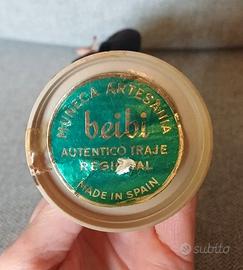 MUÑECA ARTESANIA
beibi
AUTENTICO TRAJE
REGIONAL
MADE IN SPAIN
subito